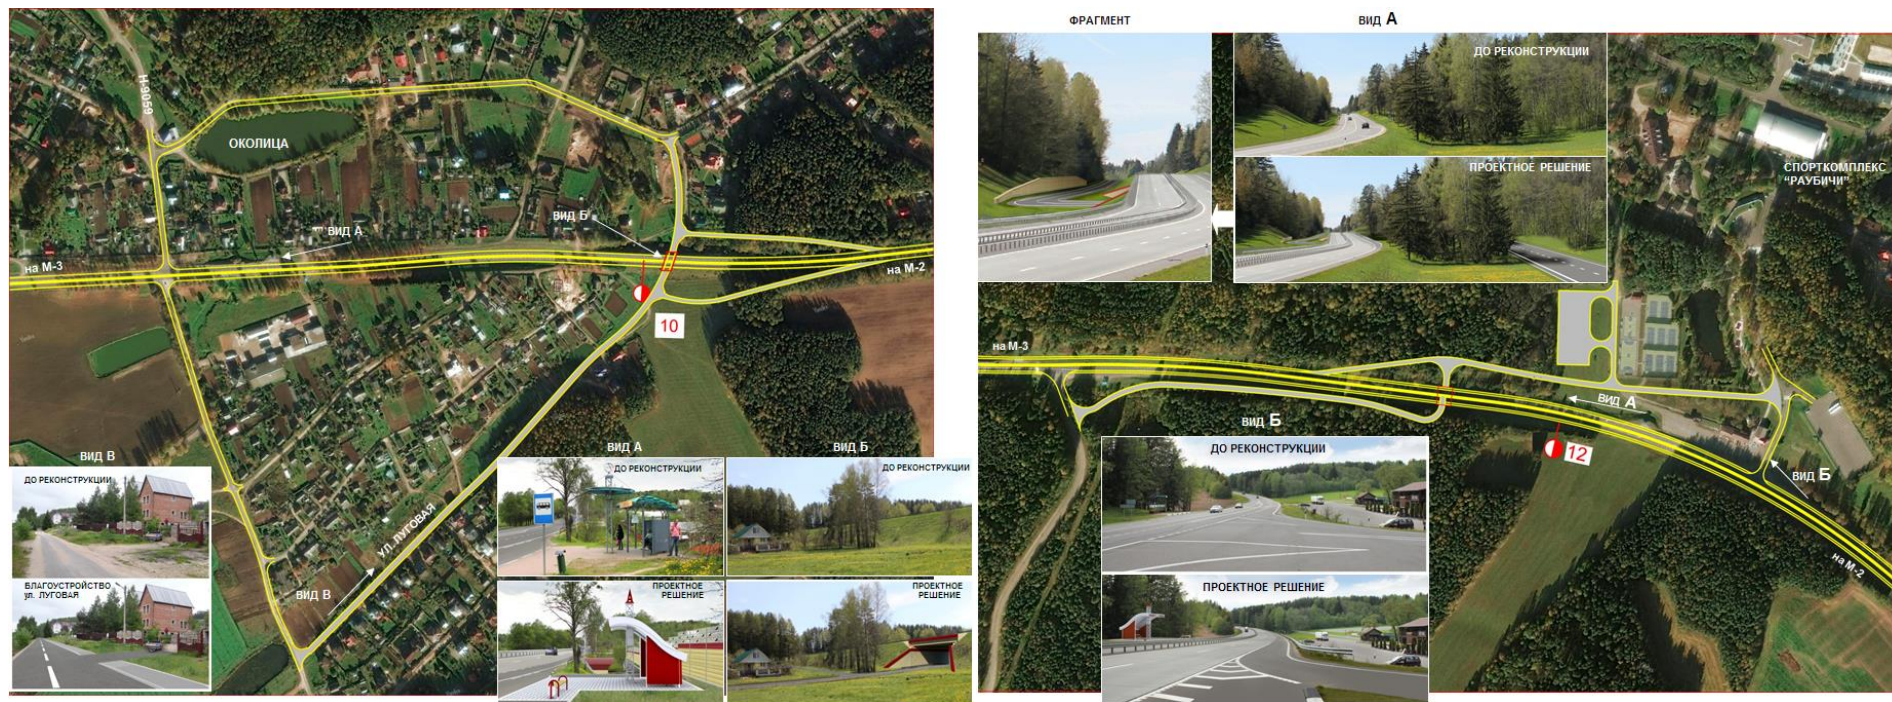 Н-9059
ОКОЛИЦА
ВИД Б
ВИД А
на М-3
на М-2
10
ВИД В
ВИД А
ВИД Б
ДО РЕКОНСТРУКЦИИ
ДО РЕКОНСТРУКЦИИ
ДО РЕКОНСТРУКЦИИ
УЛ. ЛУГОВАЯ
БЛАГОУСТРОЙСТВО
ул. ЛУГОВАЯ
ВИД В
ПРОЕКТНОЕ
РЕШЕНИЕ
ПРОЕКТНОЕ
РЕШЕНИЕ
ФРАГМЕНТ
ВИД А
ДО РЕКОНСТРУКЦИИ
ПРОЕКТНОЕ РЕШЕНИЕ
СПОРТКОМПЛЕКС
"РАУБИЧИ"
на М-3
ВИД А
ВИД Б
12
ДО РЕКОНСТРУКЦИИ
ВИД Б
на М-2
ПРОЕКТНОЕ РЕШЕНИЕ